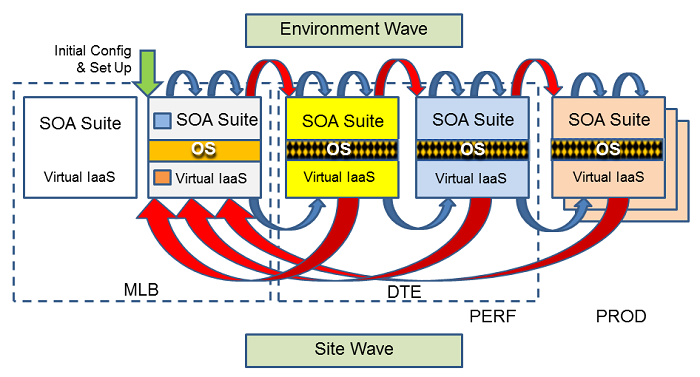 Environment Wave
Initial Config
& Set Up
SOA Suite
SOA Suite
SOA Suite
SOA Suite
SOA Suite
OS
OS
OS
OS
Virtual IaaS
Virtual IaaS
Virtual IaaS
Virtual IaaS
Virtual IaaS
MLB
DTE
PERF
PROD
Site Wave